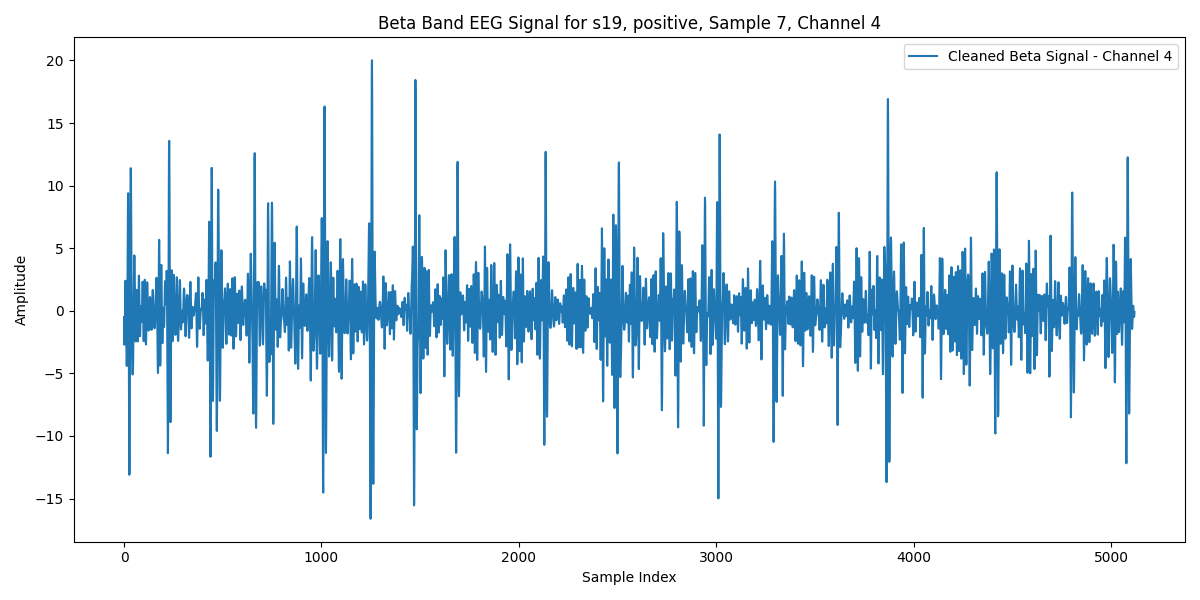 Beta Band EEG Signal for s19, positive, Sample 7, Channel 4
Cleaned Beta Signal - Channel 4
Amplitude
20
15
10
5
0
−5
−10
−15
0 1000 2000 3000 4000 5000
Sample Index